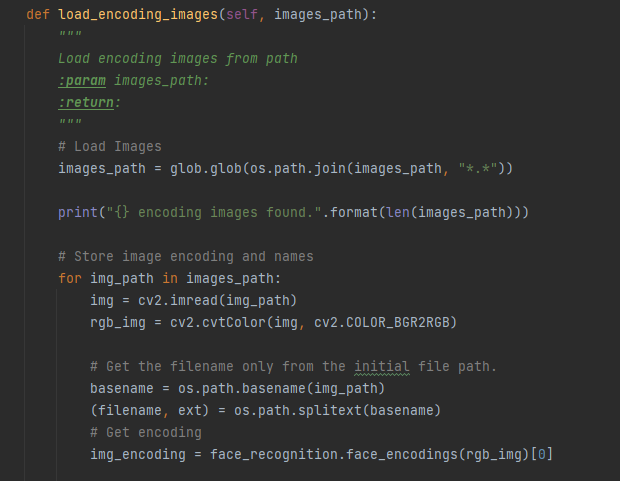 def load_encoding_images(self, images_path):
"""
Load encoding images from path
:param images_path:
:return:
"""
# Load Images
images_path = glob.glob(os.path.join(images_path, "*.*"))
print("{} encoding images found.".format(len(images_path)))
# Store image encoding and names
for img_path in images_path:
img = cv2.imread(img_path)
rgb_img = cv2.cvtColor(img, cv2.COLOR_BGR2RGB)
# Get the filename only from the initial file path.
basename = os.path.basename(img_path)
(filename, ext) = os.path.splitext(basename)
# Get encoding
img_encoding = face_recognition.face_encodings(rgb_img)[0]